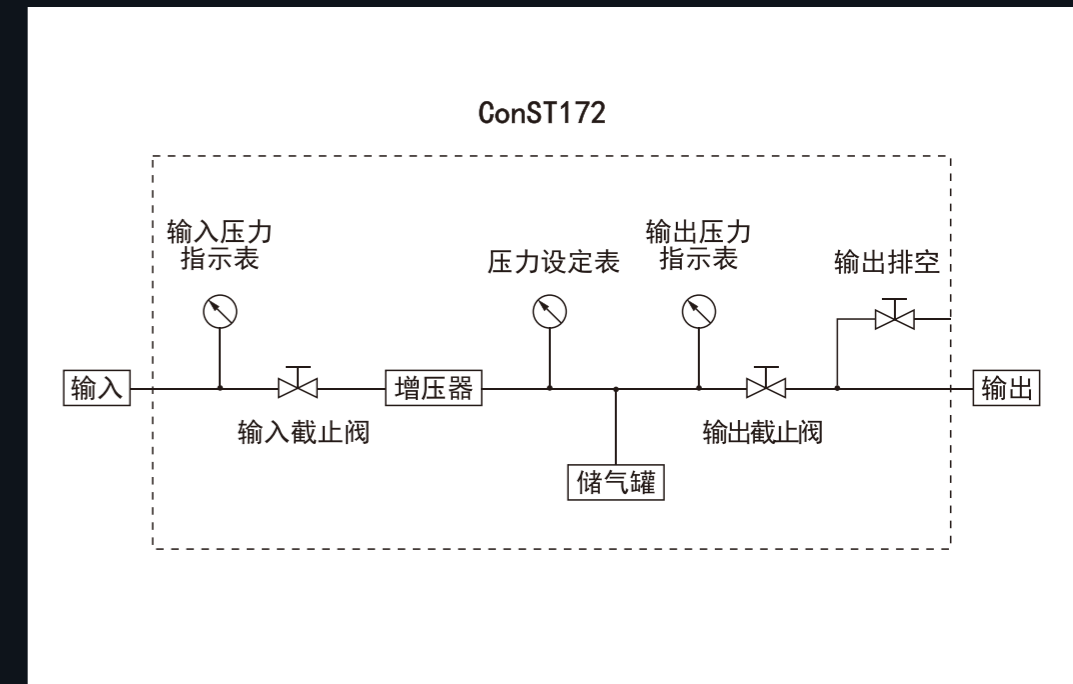 ConST172
输入压力
指示表
压力设定表
输出压力
指示表
输出排空
输入
增压器
输出
输入截止阀
输出截止阀
储气罐